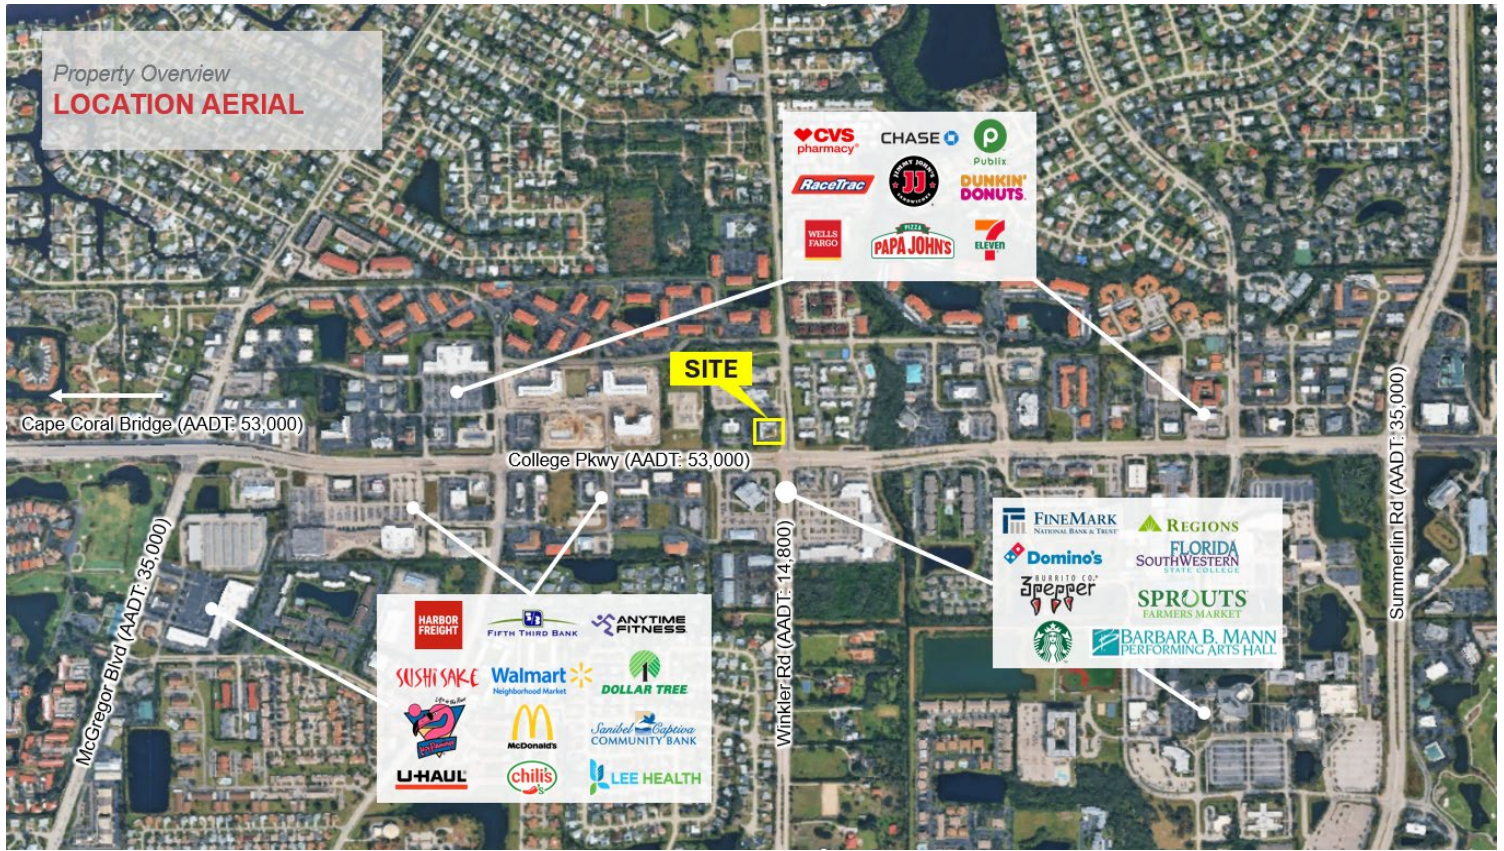 Property Overview
LOCATION AERIAL
CVS
pharmacy
CHASE
Publix
RaceTrac
JIMMY JOHN'S
JJ
SANDWICHES
DUNKIN'
DONUTS
WELLS
FARGO
PIZZA
PAPA JOHN'S
7
ELEVEN
SITE
Cape Coral Bridge (AADT: 53,000)
College Pkwy (AADT: 53,000)
McGregor Blvd (AADT: 35,000)
Winkler Rd (AADT: 14,800)
Summerlin Rd (AADT: 35,000)
FINEMARK
NATIONAL BANK & TRUST
REGIONS
Domino's
FLORIDA
SOUTHWESTERN
STATE COLLEGE
BURRITO CO.
3pepper
SPROUTS
FARMERS MARKET
BARBARA B. MANN
PERFORMING ARTS HALL
HARBOR
FREIGHT
FIFTH THIRD BANK
ANYTIME
FITNESS
SUSHI SAKE
Walmart
Neighborhood Market
DOLLAR TREE
McDonald's
Sanibel Captiva
COMMUNITY BANK
U-HAUL
chili's
LEE HEALTH